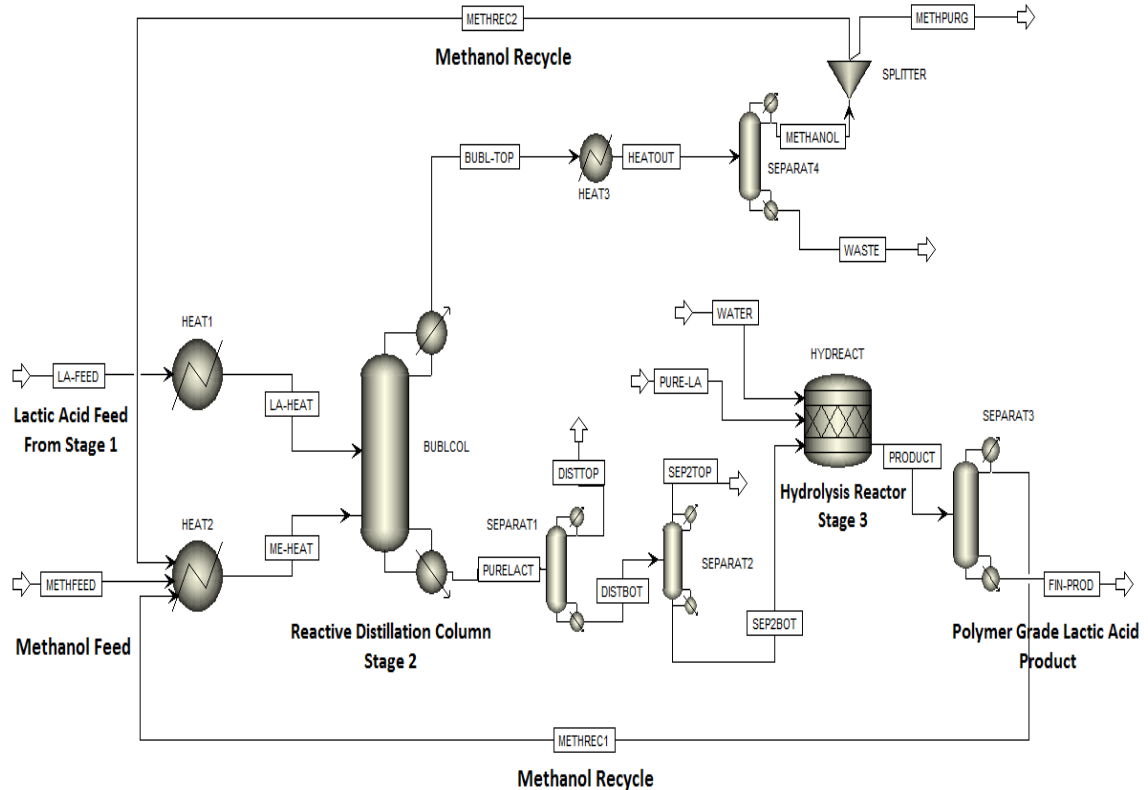 METHREC2
METHPURG
Methanol Recycle
SPLITTER
METHANOL
BUBL-TOP
HEATOUT
HEAT3
SEPARAT4
WASTE
WATER
HEAT1
HYDREACT
LA-FEED
PURE-LA
LA-HEAT
SEPARAT3
Lactic Acid Feed
From Stage 1
BUBLCOL
PRODUCT
DISTTOP
SEP2TOP
Hydrolysis Reactor
Stage 3
HEAT2
SEPARAT1
ME-HEAT
SEPARAT2
PURELACT
METHFEED
DISTBOT
FIN-PROD
SEP2BOT
Methanol Feed
Reactive Distillation Column
Stage 2
Polymer Grade Lactic Acid
Product
METHREC1
Methanol Recycle